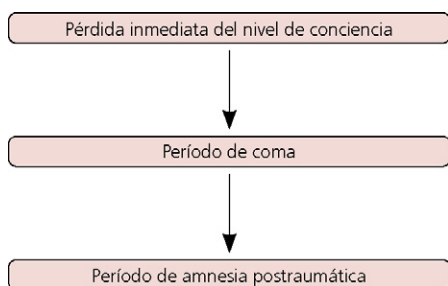 Pérdida inmediata del nivel de conciencia
Período de coma
Período de amnesia postraumática